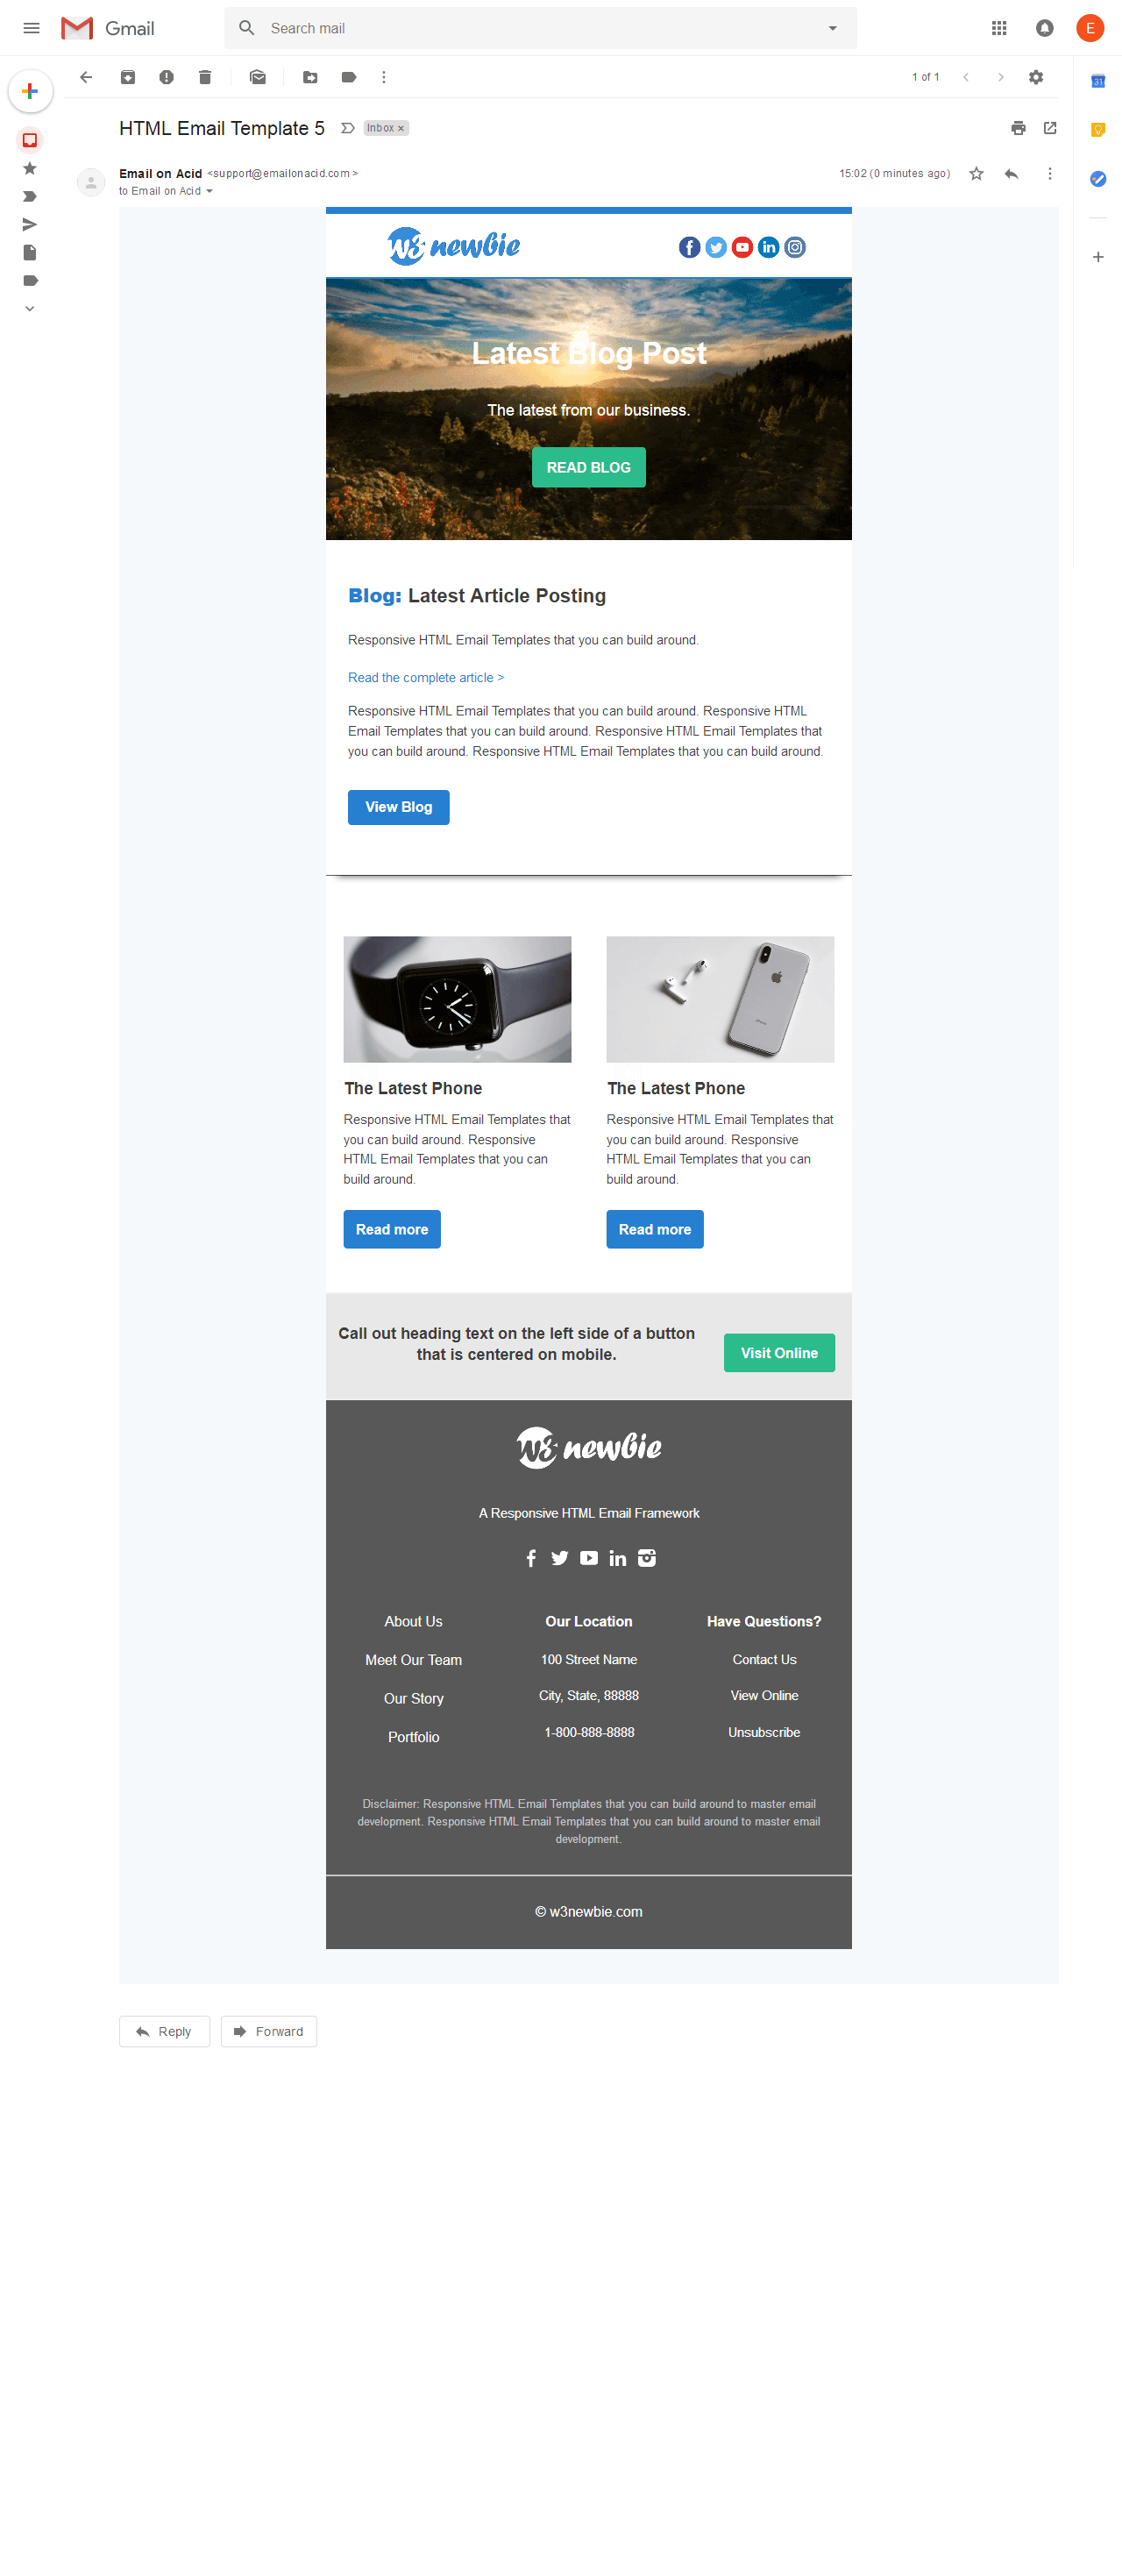 Gmail
Search mail
E
1 of 1
31
HTML Email Template 5
Inbox ×
Email on Acid <support@emailonacid.com>
15:02 (0 minutes ago)
to Email on Acid
W3 newbie
Latest Blog Post
The latest from our business.
READ BLOG
Blog: Latest Article Posting
Responsive HTML Email Templates that you can build around.
Read the complete article >
Responsive HTML Email Templates that you can build around. Responsive HTML
Email Templates that you can build around. Responsive HTML Email Templates that
you can build around. Responsive HTML Email Templates that you can build around.
View Blog
The Latest Phone
Responsive HTML Email Templates that
you can build around. Responsive
HTML Email Templates that you can
build around.
Read more
iPhone
The Latest Phone
Responsive HTML Email Templates that
you can build around. Responsive
HTML Email Templates that you can
build around.
Read more
Call out heading text on the left side of a button
that is centered on mobile.
Visit Online
W3 newbie
A Responsive HTML Email Framework
About Us
Meet Our Team
Our Story
Portfolio
Our Location
100 Street Name
City, State, 88888
1-800-888-8888
Have Questions?
Contact Us
View Online
Unsubscribe
Disclaimer: Responsive HTML Email Templates that you can build around to master email
development. Responsive HTML Email Templates that you can build around to master email
development.
© w3newbie.com
Reply
Forward